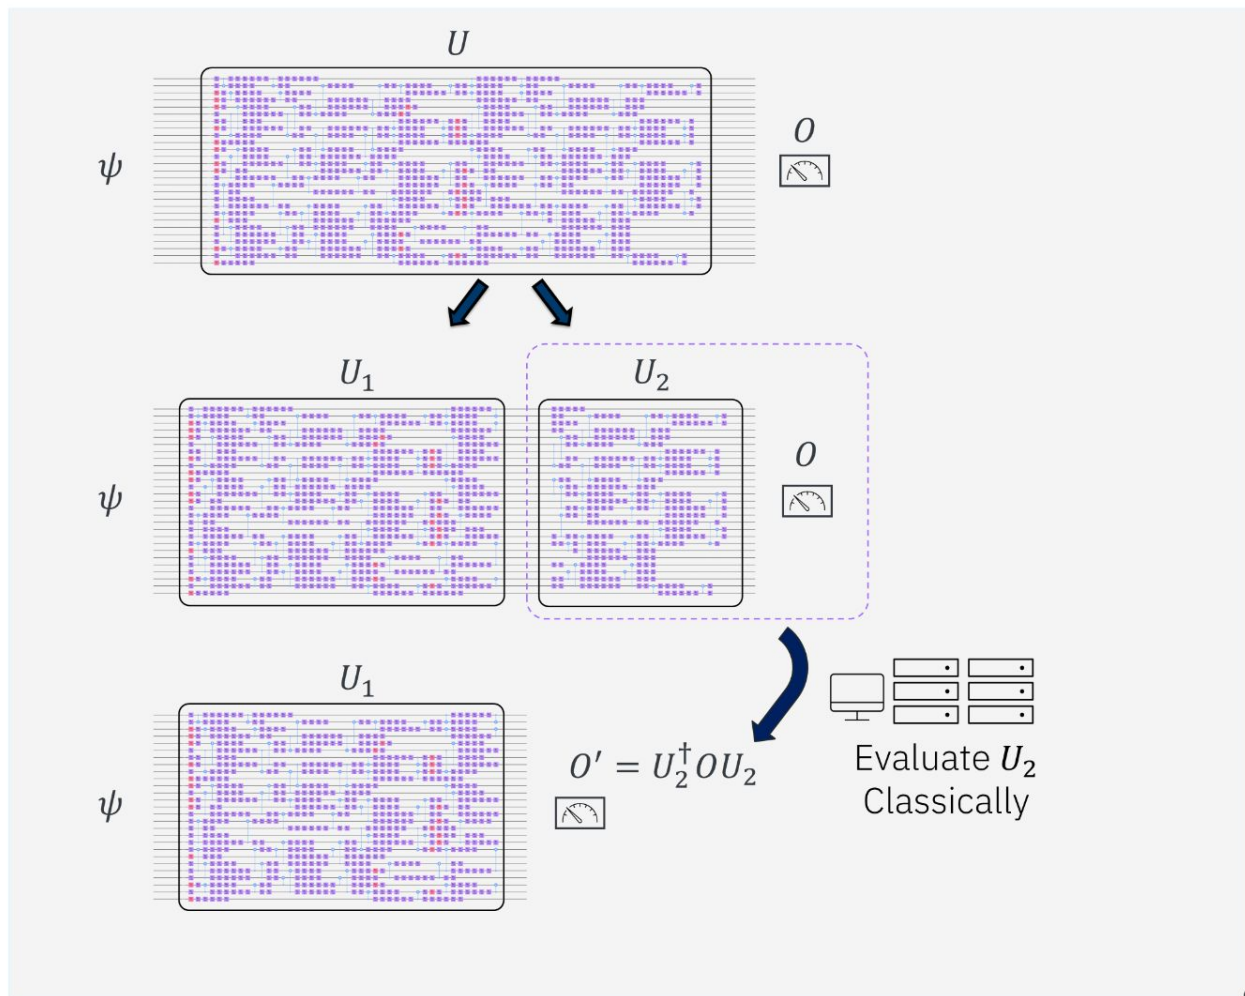 U
ψ
O
U₁
U₂
ψ
O
U₁
ψ
O′ = U₂†OU₂
Evaluate U₂
Classically